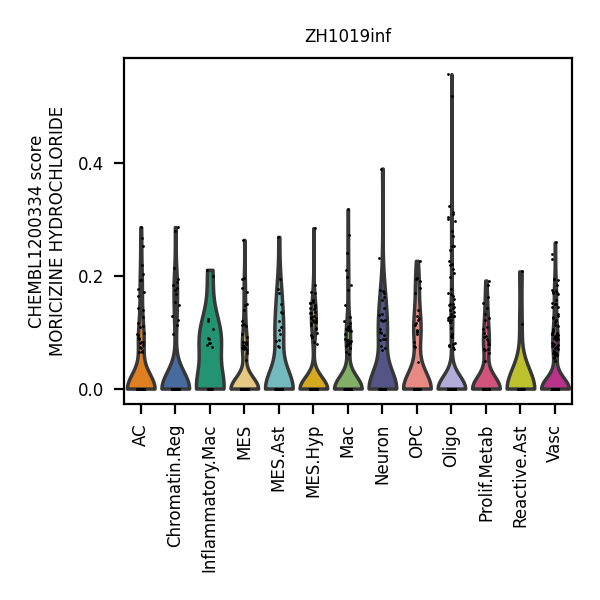 ZH1019inf
CHEMBL1200334 score
MORICIZINE HYDROCHLORIDE
0.4
0.2
0.0
AC
Chromatin.Reg
Inflammatory.Mac
MES
MES.Ast
MES.Hyp
Mac
Neuron
OPC
Oligo
Prolif.Metab
Reactive.Ast
Vasc